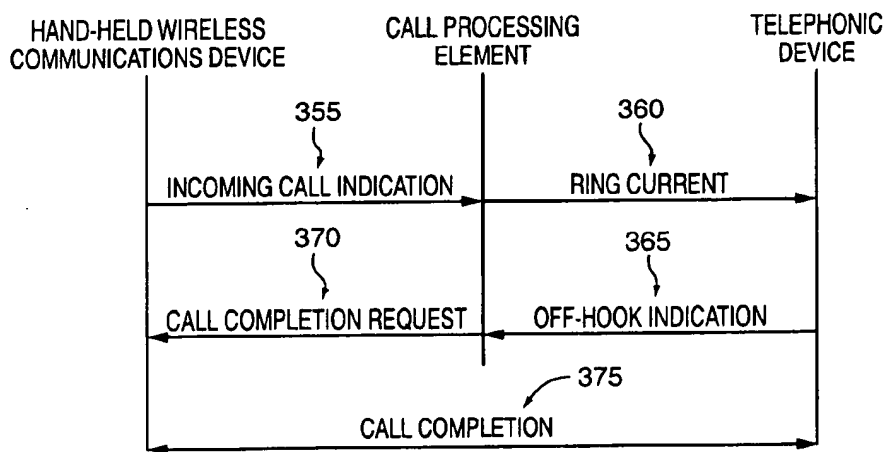 HAND-HELD WIRELESS
COMMUNICATIONS DEVICE
CALL PROCESSING
ELEMENT
TELEPHONIC
DEVICE
355
360
INCOMING CALL INDICATION
RING CURRENT
370
365
CALL COMPLETION REQUEST
OFF-HOOK INDICATION
375
CALL COMPLETION